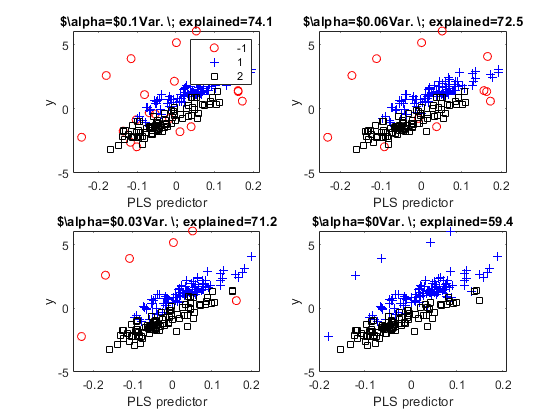 $\alpha=$0.1Var. \; explained=74.1
-1
1
2
5
0
-5
y
-0.2 -0.1 0 0.1 0.2
PLS predictor
$\alpha=$0.06Var. \; explained=72.5
5
0
-5
y
-0.2 -0.1 0 0.1 0.2
PLS predictor
$\alpha=$0.03Var. \; explained=71.2
5
0
-5
y
-0.2 -0.1 0 0.1 0.2
PLS predictor
$\alpha=$0Var. \; explained=59.4
5
0
-5
y
-0.2 -0.1 0 0.1 0.2
PLS predictor